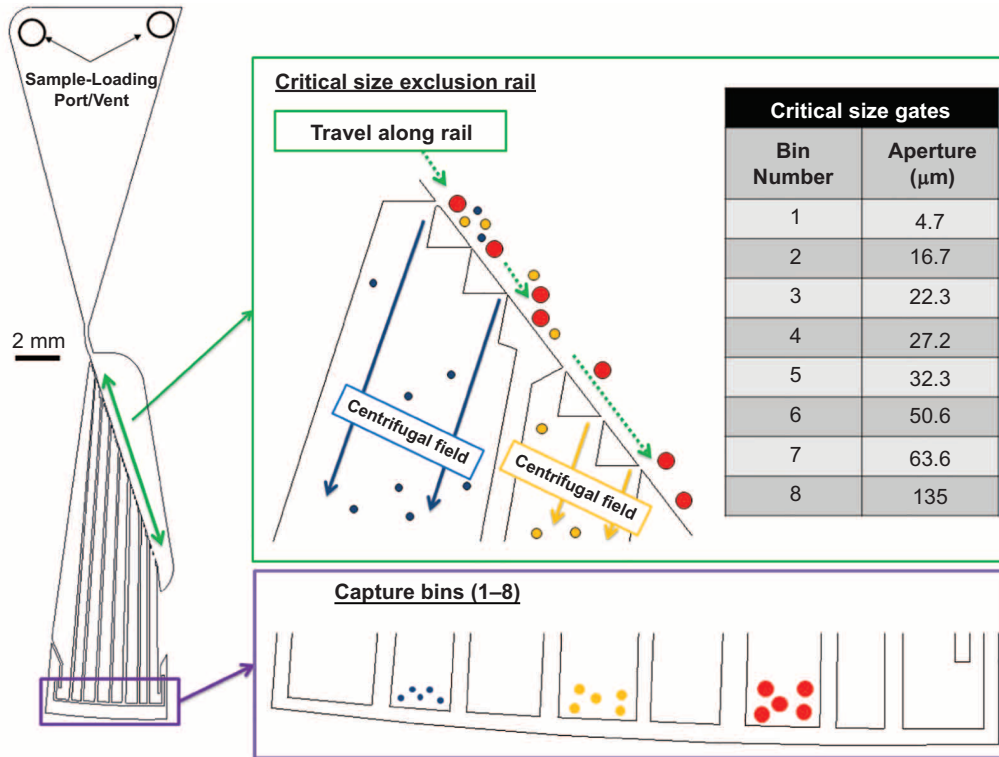 Sample-Loading
Port/Vent
2 mm
Critical size exclusion rail
Travel along rail
Centrifugal field
Centrifugal field
Critical size gates
Bin
Number
Aperture
(μm)
1 4.7
2 16.7
3 22.3
4 27.2
5 32.3
6 50.6
7 63.6
8 135
Capture bins (1–8)